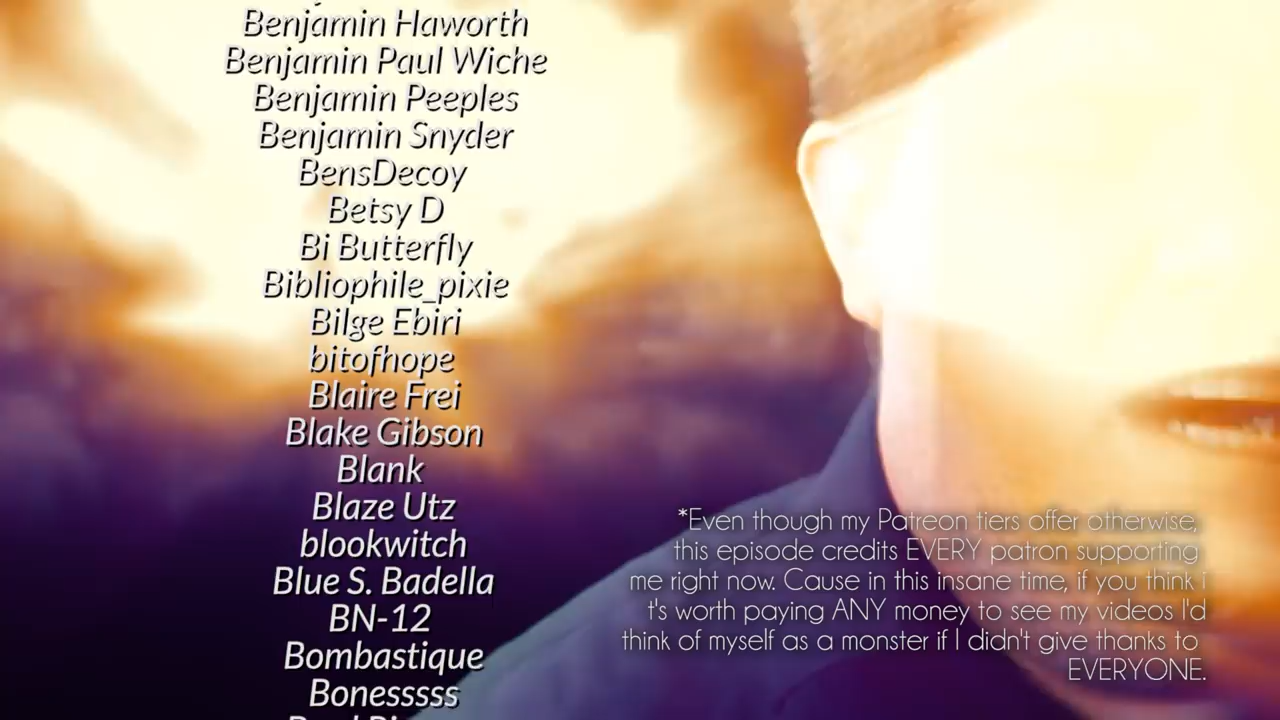 Benjamin Haworth
Benjamin Paul Wiche
Benjamin Peeples
Benjamin Snyder
BensDecoy
Betsy D
Bi Butterfly
Bibliophile_pixie
Bilge Ebiri
bitofhope
Blaire Frei
Blake Gibson
Blank
Blaze Utz
blookwitch
Blue S. Badella
BN-12
Bombastique
Bonesssss
*Even though my Patreon tiers offer otherwise,
this episode credits EVERY patron supporting
me right now. Cause in this insane time, if you think i
t's worth paying ANY money to see my videos I'd
think of myself as a monster if I didn't give thanks to
EVERYONE.